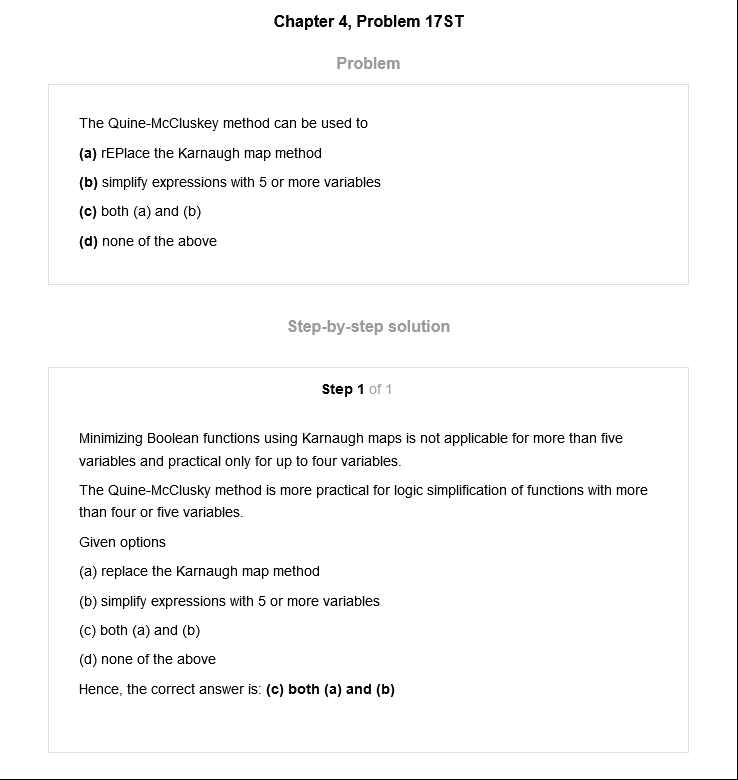 Chapter 4, Problem 17ST
Problem
The Quine-McCluskey method can be used to
(a) rEPlace the Karnaugh map method
(b) simplify expressions with 5 or more variables
(c) both (a) and (b)
(d) none of the above
Step-by-step solution
Step 1 of 1
Minimizing Boolean functions using Karnaugh maps is not applicable for more than five
variables and practical only for up to four variables.
The Quine-McClusky method is more practical for logic simplification of functions with more
than four or five variables.
Given options
(a) replace the Karnaugh map method
(b) simplify expressions with 5 or more variables
(c) both (a) and (b)
(d) none of the above
Hence, the correct answer is: (c) both (a) and (b)